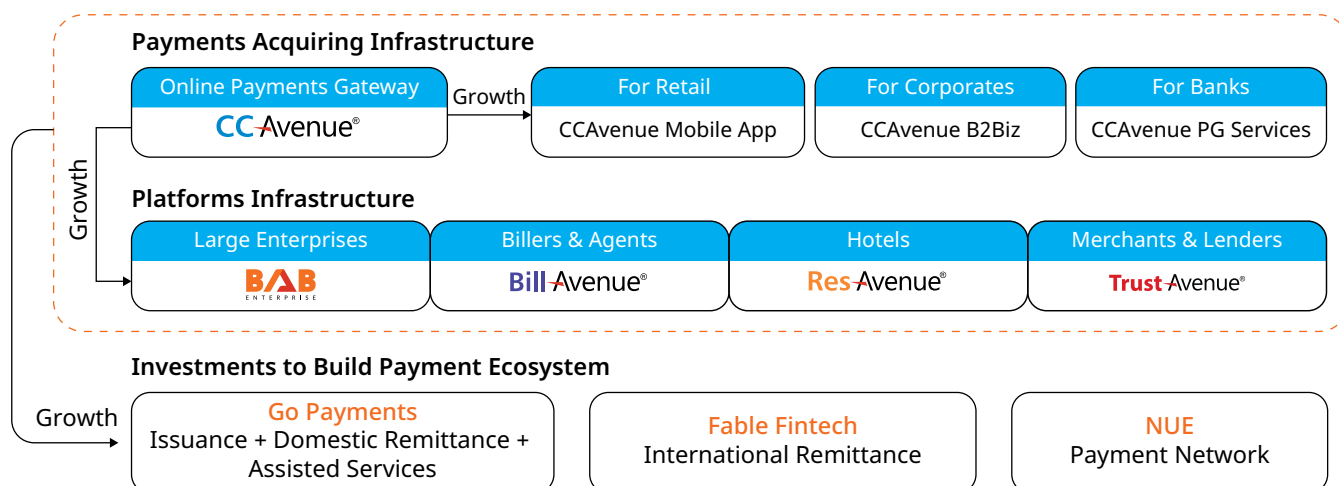 Payments Acquiring Infrastructure
Online Payments Gateway
CCAvenue®
Growth
For Retail
CCAvenue Mobile App
For Corporates
CCAvenue B2Biz
For Banks
CCAvenue PG Services
Growth
Platforms Infrastructure
Large Enterprises
BAB
ENTERPRISE
Billers & Agents
BillAvenue®
Hotels
ResAvenue®
Merchants & Lenders
TrustAvenue®
Investments to Build Payment Ecosystem
Growth
Go Payments
Issuance + Domestic Remittance +
Assisted Services
Fable Fintech
International Remittance
NUE
Payment Network